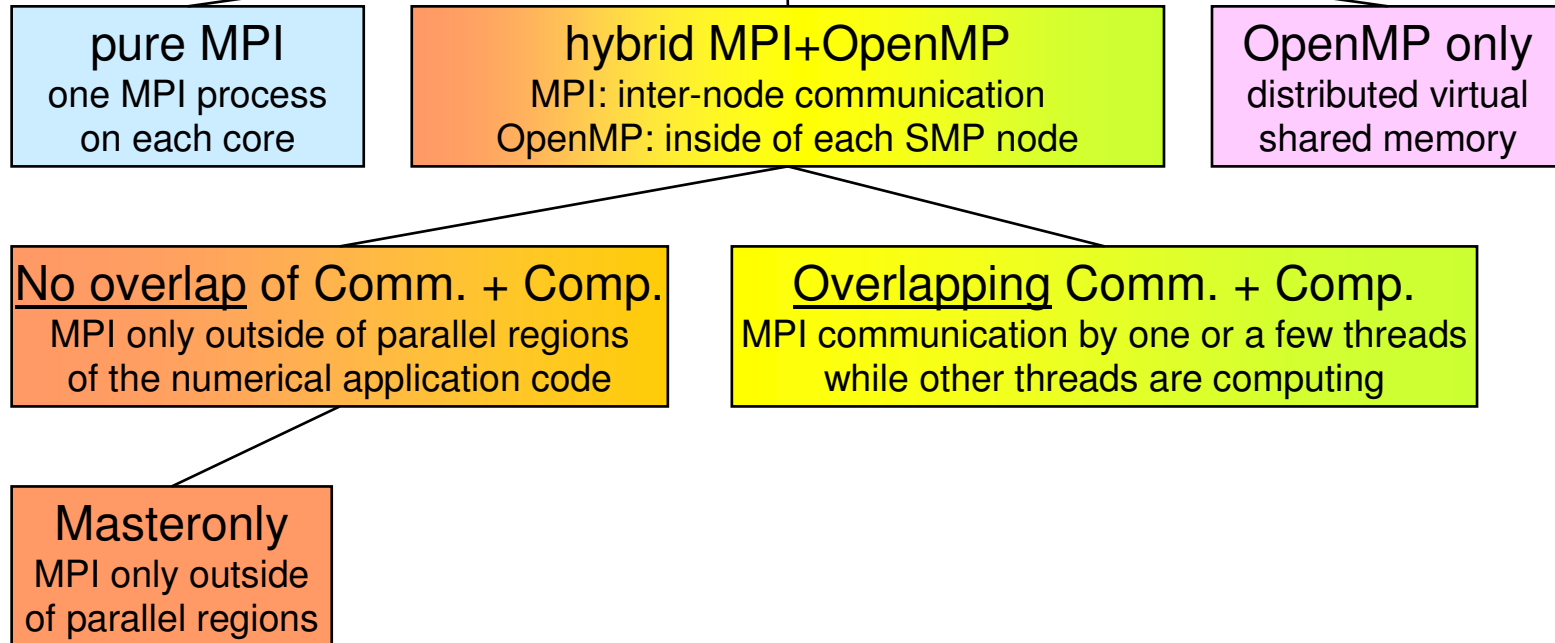 pure MPI
one MPI process
on each core
hybrid MPI+OpenMP
MPI: inter-node communication
OpenMP: inside of each SMP node
OpenMP only
distributed virtual
shared memory
No overlap of Comm. + Comp.
MPI only outside of parallel regions
of the numerical application code
Overlapping Comm. + Comp.
MPI communication by one or a few threads
while other threads are computing
Masteronly
MPI only outside
of parallel regions